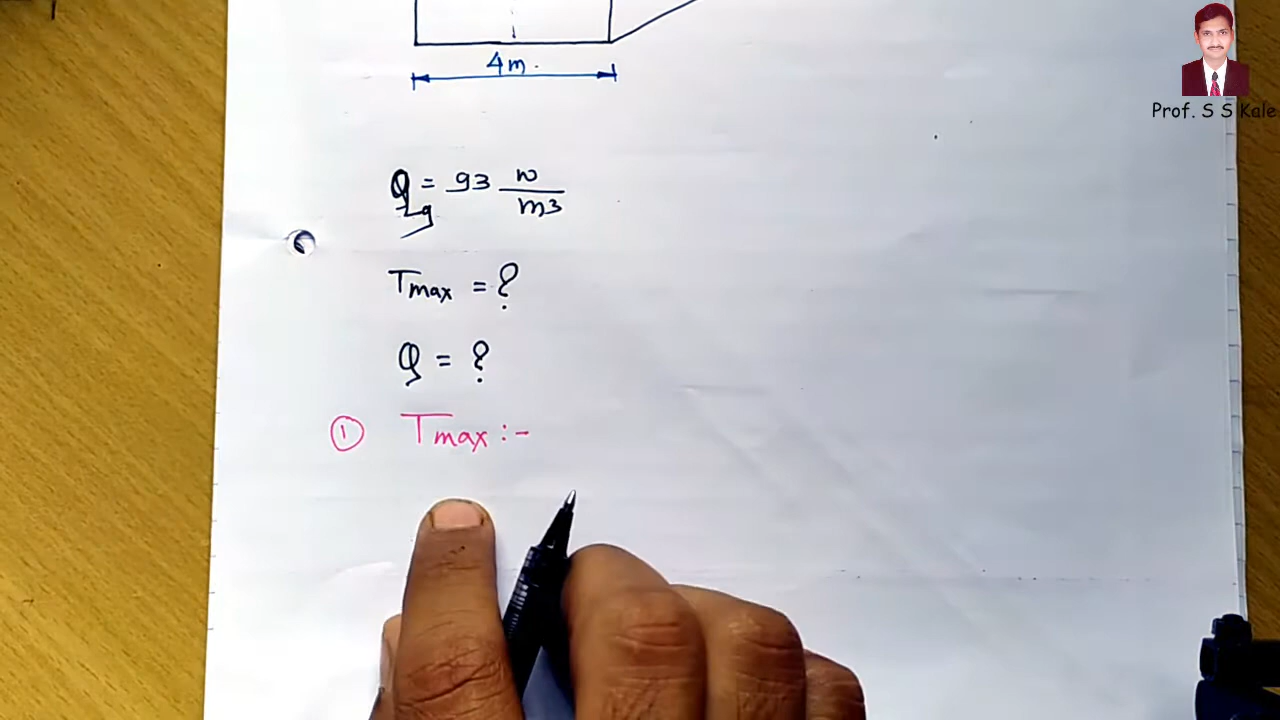 4m.
Prof. S S Kale
qg = 93 w/m3
Tmax = ?
Q = ?
① Tmax :-